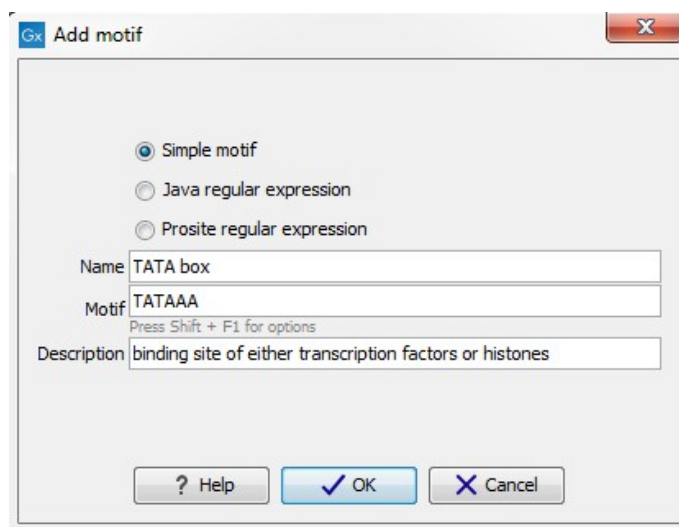 Gx Add motif
X
Simple motif
Java regular expression
Prosite regular expression
Name TATA box
Motif TATAAA
Press Shift + F1 for options
Description binding site of either transcription factors or histones
? Help OK Cancel